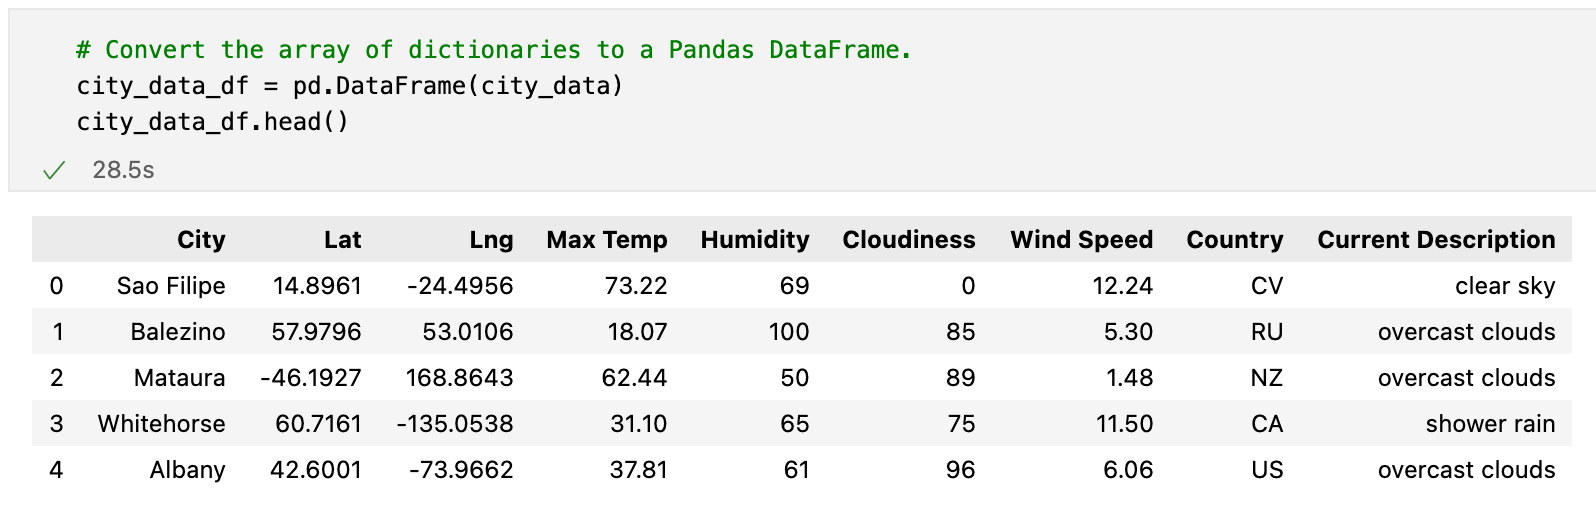 # Convert the array of dictionaries to a Pandas DataFrame.
city_data_df = pd.DataFrame(city_data)
city_data_df.head()
28.5s
City Lat Lng Max Temp Humidity Cloudiness Wind Speed Country Current Description
0 Sao Filipe 14.8961 -24.4956 73.22 69 0 12.24 CV clear sky
1 Balezino 57.9796 53.0106 18.07 100 85 5.30 RU overcast clouds
2 Mataura -46.1927 168.8643 62.44 50 89 1.48 NZ overcast clouds
3 Whitehorse 60.7161 -135.0538 31.10 65 75 11.50 CA shower rain
4 Albany 42.6001 -73.9662 37.81 61 96 6.06 US overcast clouds